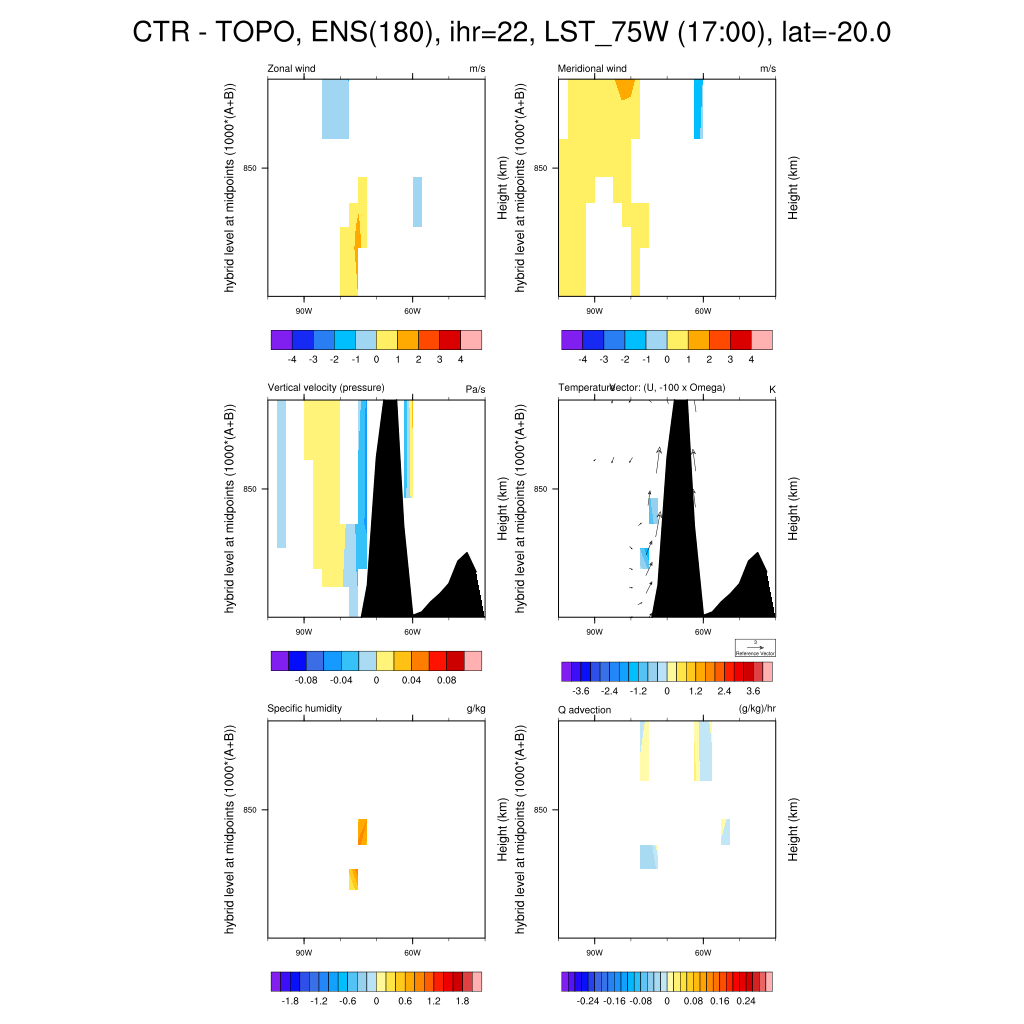 CTR - TOPO, ENS(180), ihr=22, LST_75W (17:00), lat=-20.0
Zonal wind m/s
hybrid level at midpoints (1000*(A+B))
850
Height (km)
90W 60W
-4 -3 -2 -1 0 1 2 3 4
Meridional wind m/s
hybrid level at midpoints (1000*(A+B))
850
Height (km)
90W 60W
-4 -3 -2 -1 0 1 2 3 4
Vertical velocity (pressure) Pa/s
hybrid level at midpoints (1000*(A+B))
850
Height (km)
90W 60W
-0.08 -0.04 0 0.04 0.08
Temperature Vector: (U, -100 x Omega) K
hybrid level at midpoints (1000*(A+B))
850
Height (km)
90W 60W
3
Reference Vector
-3.6 -2.4 -1.2 0 1.2 2.4 3.6
Specific humidity g/kg
hybrid level at midpoints (1000*(A+B))
850
Height (km)
90W 60W
-1.8 -1.2 -0.6 0 0.6 1.2 1.8
Q advection (g/kg)/hr
hybrid level at midpoints (1000*(A+B))
850
Height (km)
90W 60W
-0.24 -0.16 -0.08 0 0.08 0.16 0.24